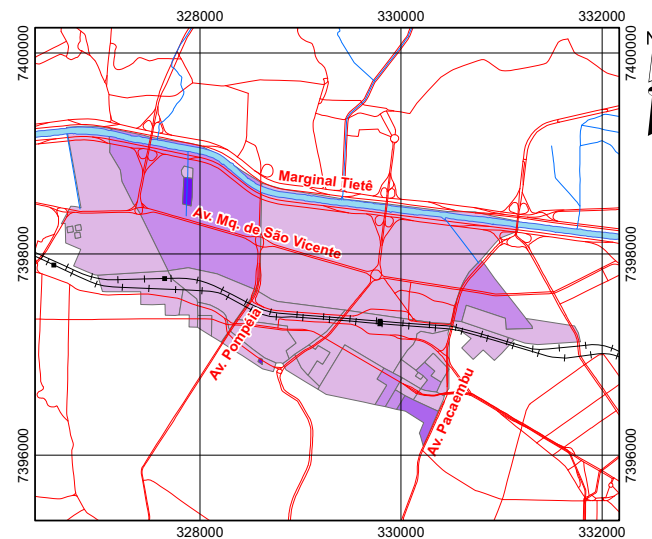 328000 330000 332000
7400000 7400000
N
Marginal Tietê
Av. Mq. de São Vicente
7398000 7398000
Av. Pompéia
Av. Pacaembu
7396000 7396000
328000 330000 332000